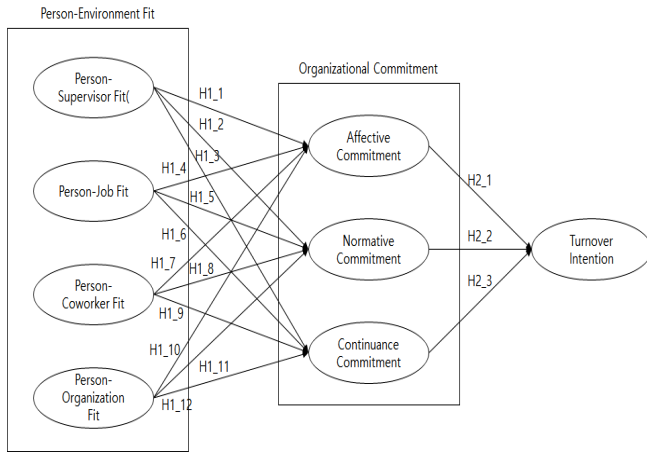 Person-Environment Fit
Person-
Supervisor Fit(
Person-Job Fit
Person-
Coworker Fit
Person-
Organization
Fit
H1_1
H1_2
H1_3
H1_4
H1_5
H1_6
H1_7
H1_8
H1_9
H1_10
H1_11
H1_12
Organizational Commitment
Affective
Commitment
Normative
Commitment
Continuance
Commitment
H2_1
H2_2
H2_3
Turnover
Intention